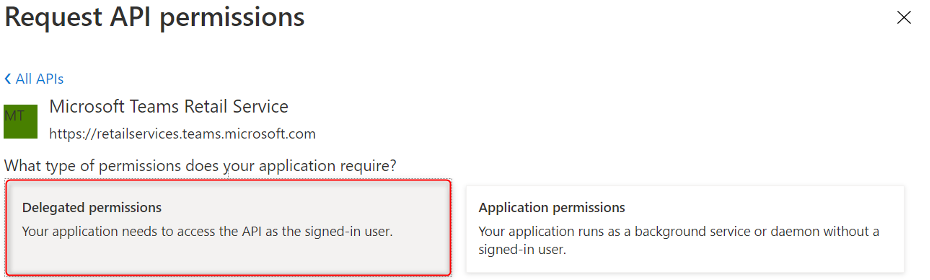 Request API permissions
All APIs
MT
Microsoft Teams Retail Service
https://retailservices.teams.microsoft.com
What type of permissions does your application require?
Delegated permissions
Your application needs to access the API as the signed-in user.
Application permissions
Your application runs as a background service or daemon without a
signed-in user.